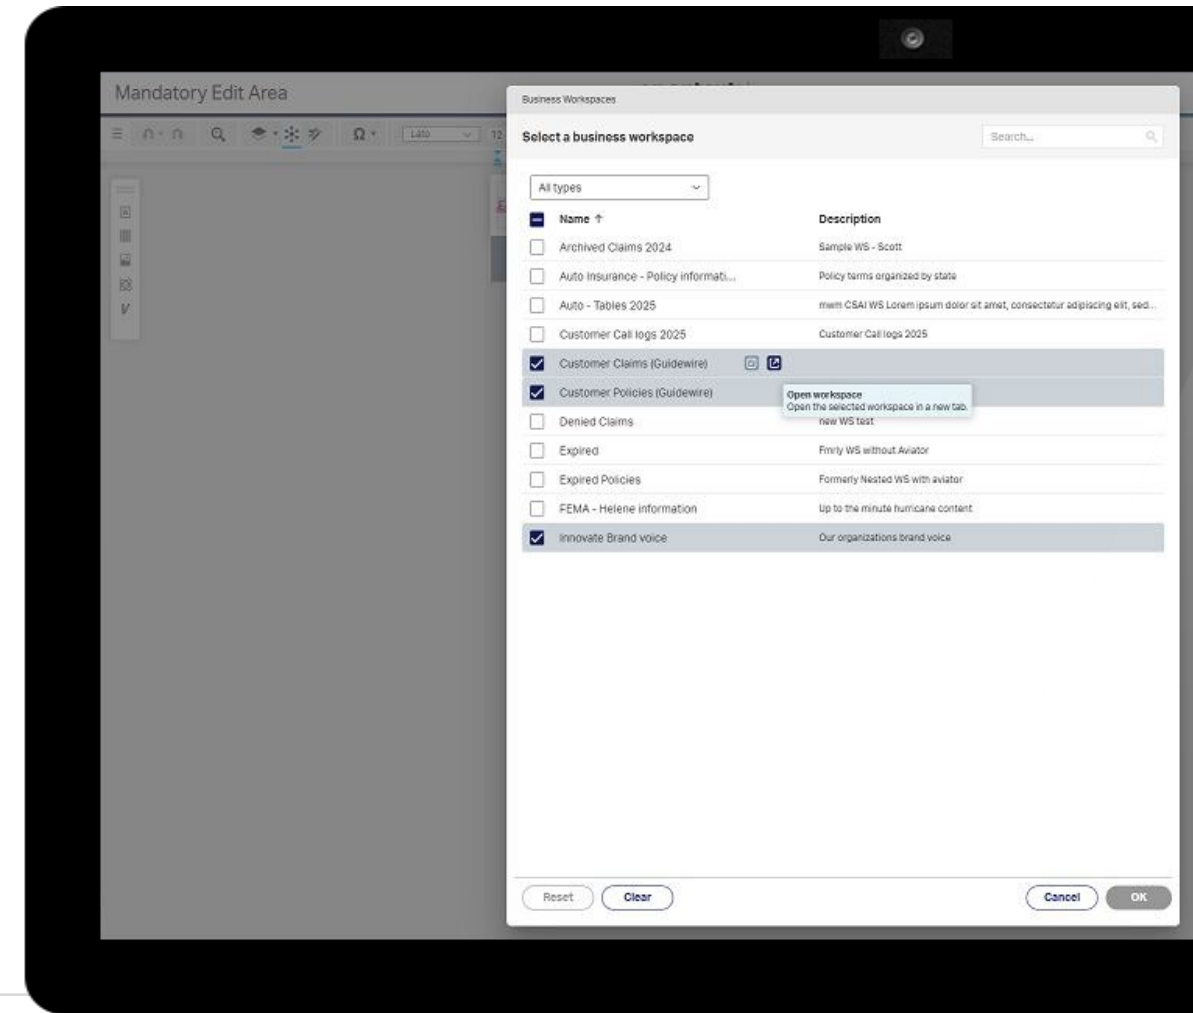 Mandatory Edit Area
Lato
12
Ω
Business Workspaces
Select a business workspace
Search...
All types
Name ↑ Description
Archived Claims 2024 Sample WS - Scott
Auto Insurance - Policy informati... Policy terms organized by state
Auto - Tables 2025 mwm CSAI WS Lorem ipsum dolor sit amet, consectetur adipiscing elit, sed...
Customer Call logs 2025 Customer Call logs 2025
Customer Claims (Guidewire)
Customer Policies (Guidewire)
Open workspace
Open the selected workspace in a new tab.
Denied Claims new WS test
Expired Fmrly WS without Aviator
Expired Policies Formerly Nested WS with aviator
FEMA - Helene information Up to the minute hurricane content
Innovate Brand voice Our organizations brand voice
Reset Clear Cancel OK